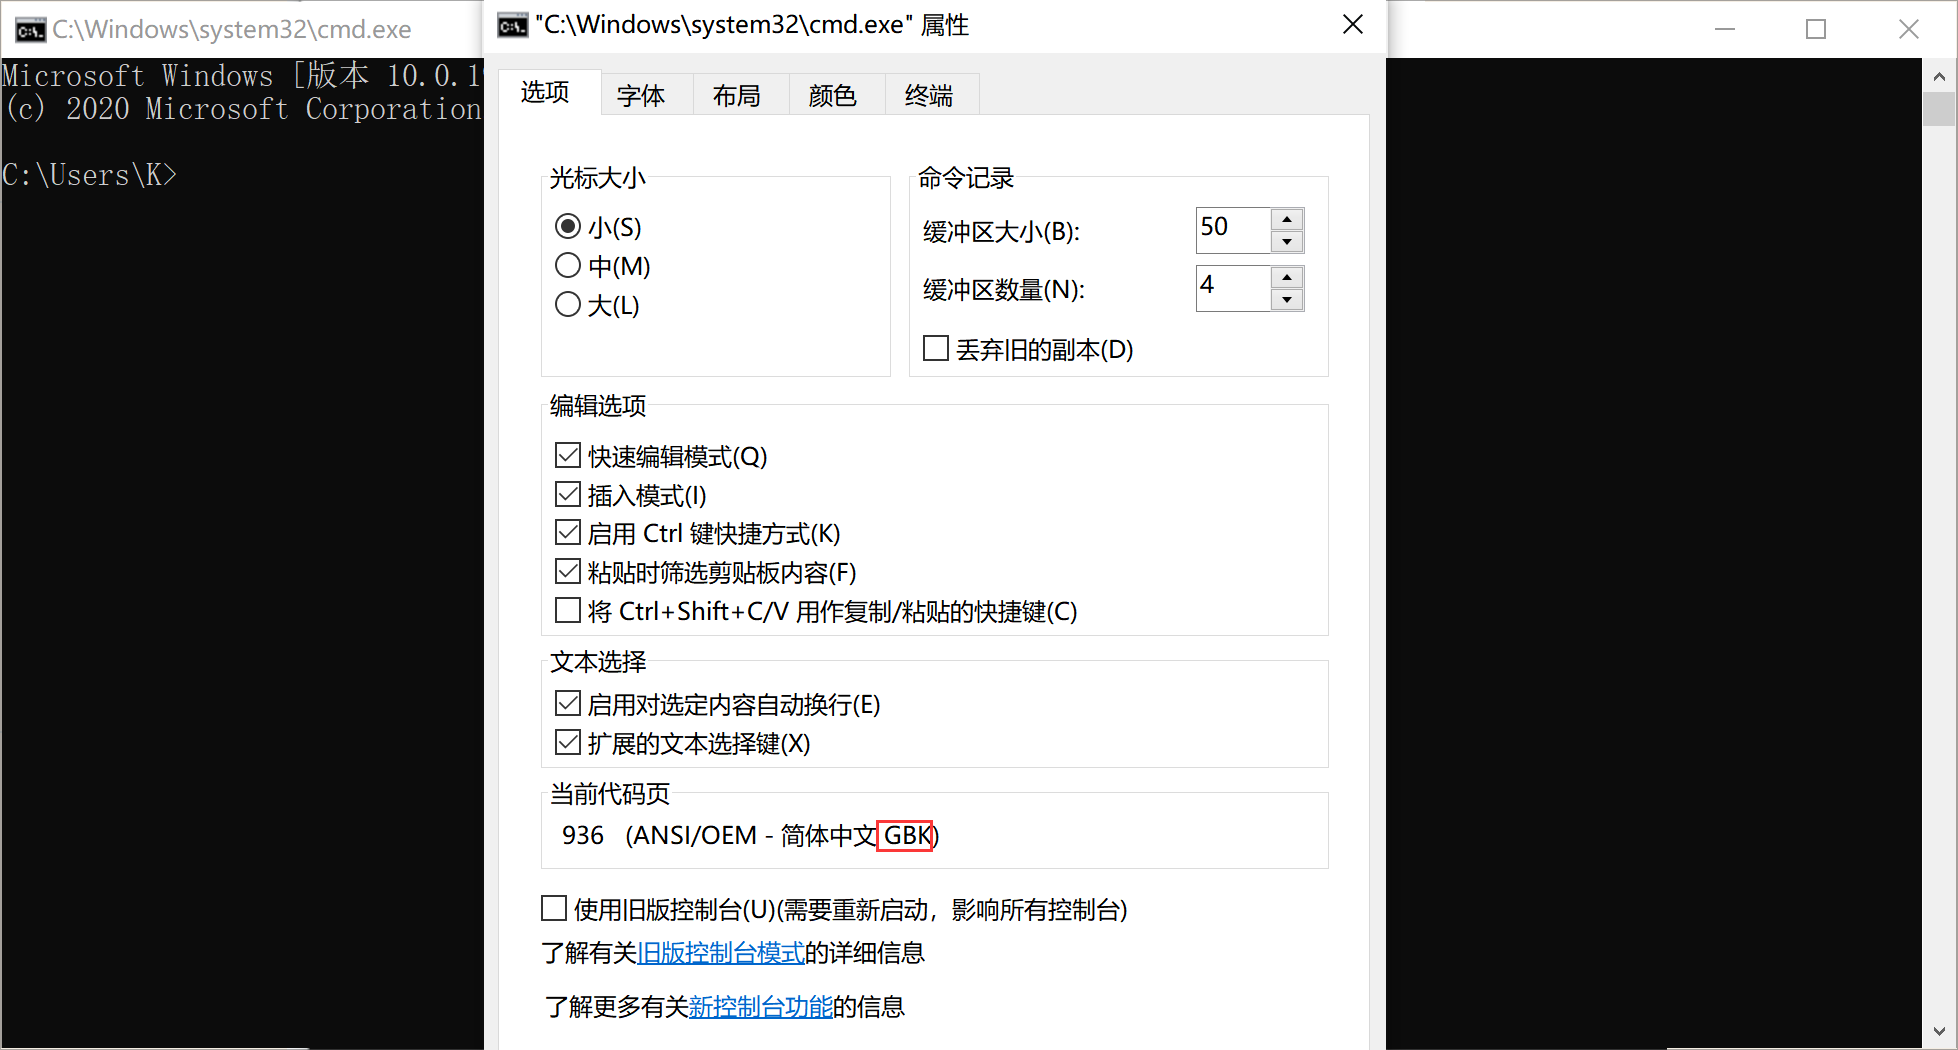 C:\Windows\system32\cmd.exe
Microsoft Windows [版本 10.0.1
(c) 2020 Microsoft Corporation
C:\Users\K>
"C:\Windows\system32\cmd.exe" 属性
选项 字体 布局 颜色 终端
光标大小
小(S)
中(M)
大(L)
命令记录
缓冲区大小(B): 50
缓冲区数量(N): 4
丢弃旧的副本(D)
编辑选项
快速编辑模式(Q)
插入模式(I)
启用 Ctrl 键快捷方式(K)
粘贴时筛选剪贴板内容(F)
将 Ctrl+Shift+C/V 用作复制/粘贴的快捷键(C)
文本选择
启用对选定内容自动换行(E)
扩展的文本选择键(X)
当前代码页
936 (ANSI/OEM - 简体中文 GBK)
使用旧版控制台(U)(需要重新启动，影响所有控制台)
了解有关旧版控制台模式的详细信息
了解更多有关新控制台功能的信息